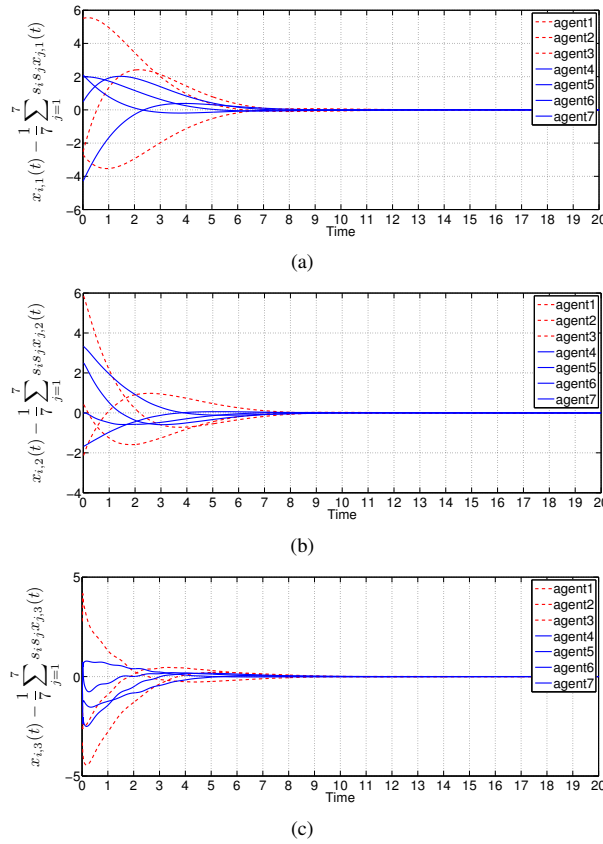 x_{i,1}(t) − \frac{1}{7} \sum_{j=1}^{7} s_i s_j x_{j,1}(t)
6
4
2
0
−2
−4
−6
0 1 2 3 4 5 6 7 8 9 10 11 12 13 14 15 16 17 18 19 20
Time
agent1
agent2
agent3
agent4
agent5
agent6
agent7
(a)
x_{i,2}(t) − \frac{1}{7} \sum_{j=1}^{7} s_i s_j x_{j,2}(t)
6
4
2
0
−2
−4
0 1 2 3 4 5 6 7 8 9 10 11 12 13 14 15 16 17 18 19 20
Time
agent1
agent2
agent3
agent4
agent5
agent6
agent7
(b)
x_{i,3}(t) − \frac{1}{7} \sum_{j=1}^{7} s_i s_j x_{j,3}(t)
5
0
−5
0 1 2 3 4 5 6 7 8 9 10 11 12 13 14 15 16 17 18 19 20
Time
agent1
agent2
agent3
agent4
agent5
agent6
agent7
(c)